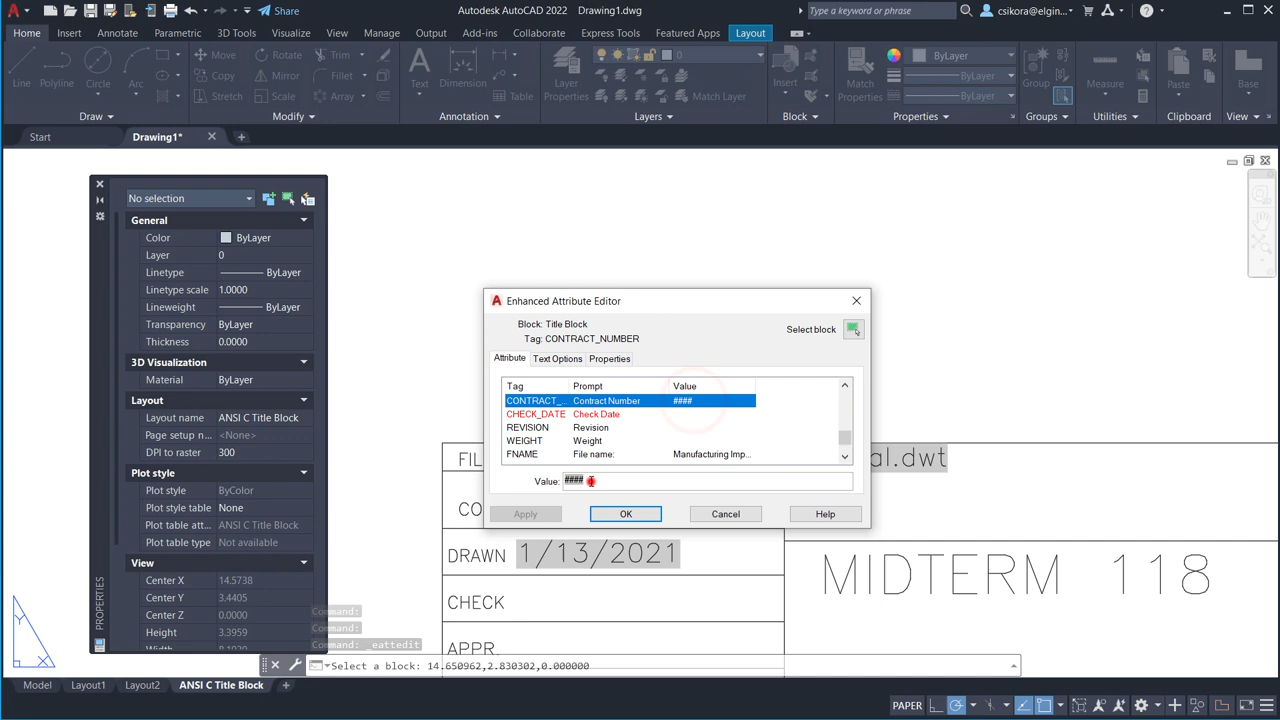 Share
Autodesk AutoCAD 2022 Drawing1.dwg
Type a keyword or phrase
csikora@elgin...
Home Insert Annotate Parametric 3D Tools Visualize View Manage Output Add-ins Collaborate Express Tools Featured Apps Layout
Line Polyline Circle Arc
Move Rotate Trim
Copy Mirror Fillet
Stretch Scale Array
Text Dimension Table
Layer Properties
0
Match Layer
Insert
Match Properties
ByLayer
ByLayer
ByLayer
Group Measure Paste Base
Draw Modify Annotation Layers Block Properties Groups Utilities Clipboard View
Start Drawing1*
No selection
General
Color ByLayer
Layer 0
Linetype ByLayer
Linetype scale 1.0000
Lineweight ByLayer
Transparency ByLayer
Thickness 0.0000
3D Visualization
Material ByLayer
Layout
Layout name ANSI C Title Block
Page setup n... <None>
DPI to raster 300
Plot style
Plot style ByColor
Plot style table None
Plot table att... ANSI C Title Block
Plot table type Not available
View
Center X 14.5738
Center Y 3.4405
Center Z 0.0000
Height 3.3959
Width 8.1020
PROPERTIES
Enhanced Attribute Editor
Block: Title Block
Tag: CONTRACT_NUMBER
Select block
Attribute Text Options Properties
Tag Prompt Value
CONTRACT_... Contract Number ####
CHECK_DATE Check Date
REVISION Revision
WEIGHT Weight
FNAME File name: Manufacturing Imp...
Value: ####
Apply OK Cancel Help
FIL
al.dwt
CO
DRAWN 1/13/2021
MIDTERM 118
CHECK
APPR
Y
X
Command:
Command:
Command: _eattedit
Select a block: 14.650962,2.830302,0.000000
Model Layout1 Layout2 ANSI C Title Block
PAPER